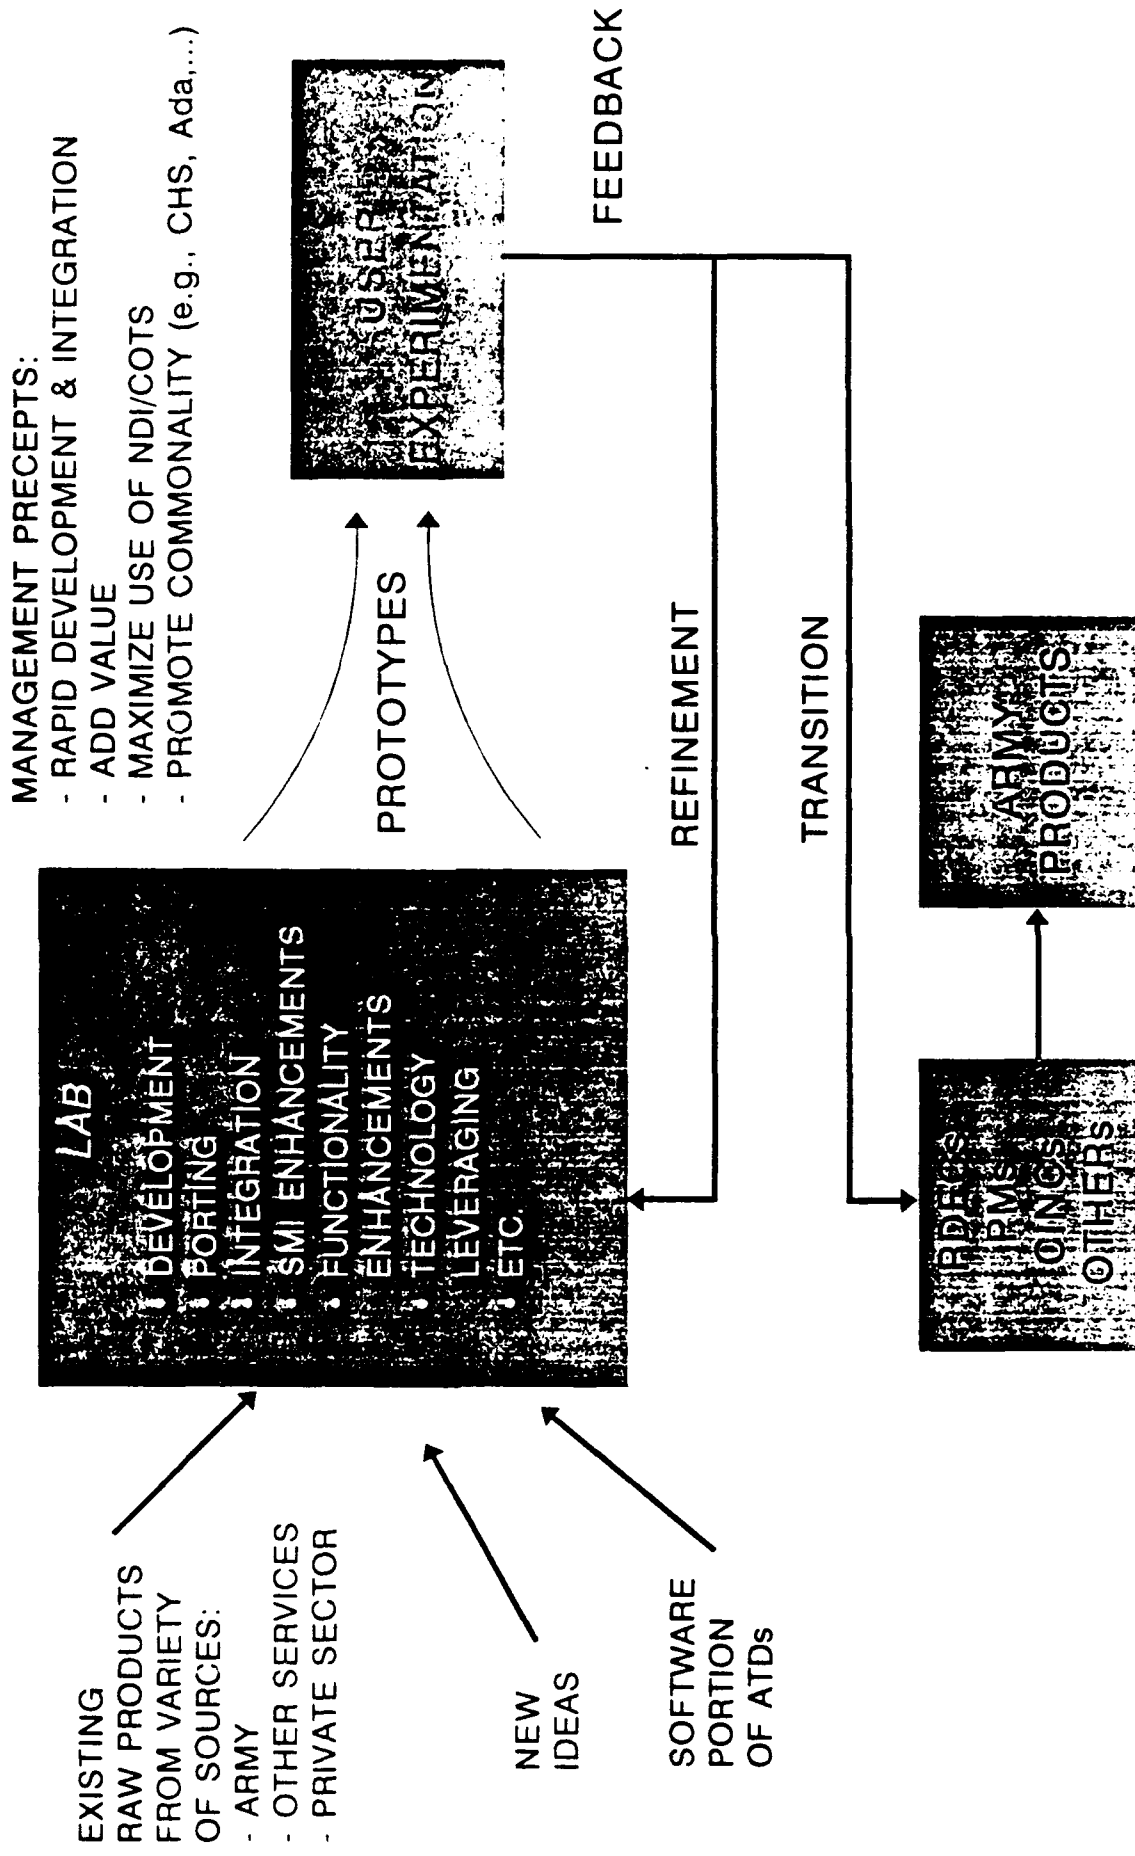 MANAGEMENT PRECEPTS:
- RAPID DEVELOPMENT & INTEGRATION
- ADD VALUE
- MAXIMIZE USE OF NDI/COTS
- PROMOTE COMMONALITY (e.g., CHS, Ada,...)
EXISTING
RAW PRODUCTS
FROM VARIETY
OF SOURCES:
- ARMY
- OTHER SERVICES
- PRIVATE SECTOR
NEW
IDEAS
SOFTWARE
PORTION
OF ATDs
LAB
• DEVELOPMENT
• PORTING
• INTEGRATION
• SMI ENHANCEMENTS
• FUNCTIONALITY
ENHANCEMENTS
• TECHNOLOGY
LEVERAGING
• ETC.
PROTOTYPES
USER
EXPERIMENTATION
FEEDBACK
REFINEMENT
TRANSITION
RDECs
PMs
OINCs
OTHERs
ARMY
PRODUCTS